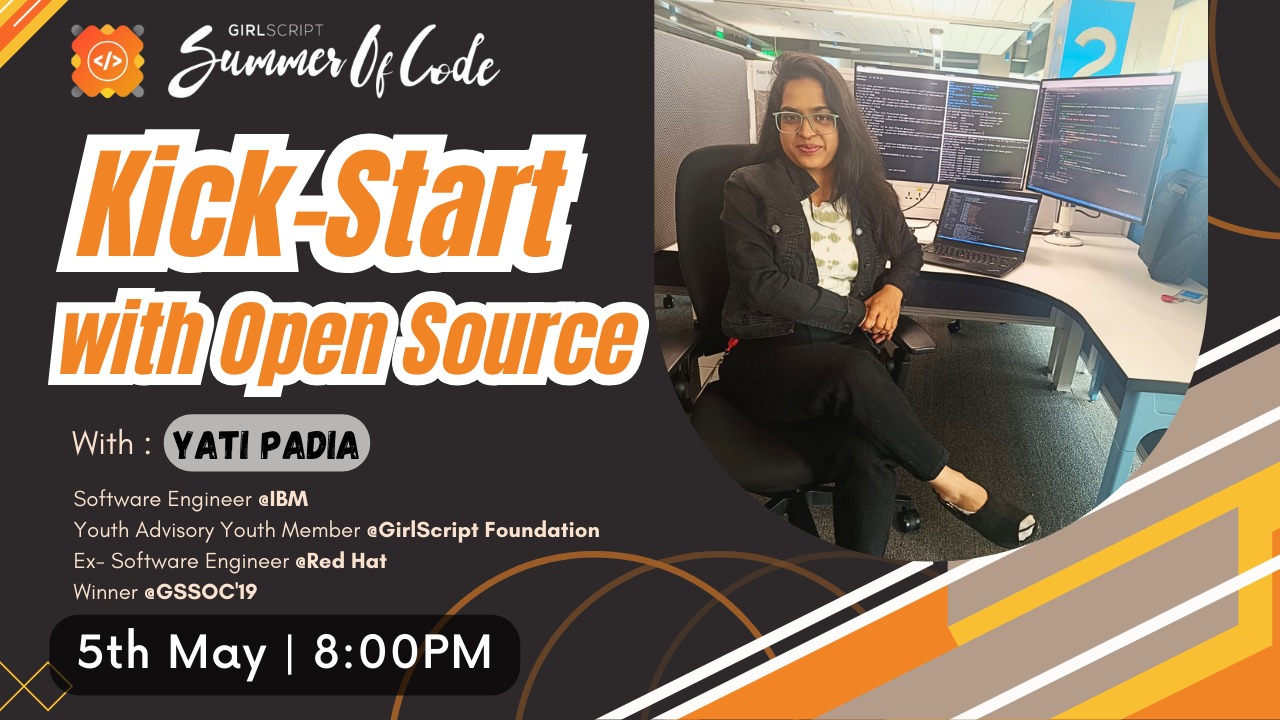 GIRLSCRIPT
Summer Of Code
Kick-Start
with Open Source
With : YATI PADIA
Software Engineer @IBM
Youth Advisory Youth Member @GirlScript Foundation
Ex- Software Engineer @Red Hat
Winner @GSSOC'19
5th May | 8:00PM
</>
2